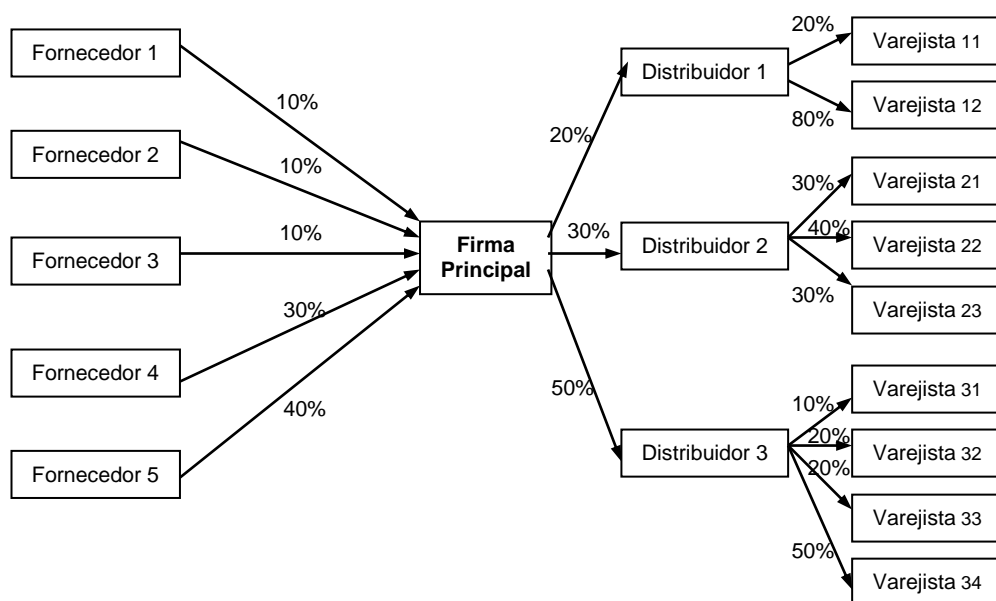 Fornecedor 1
Fornecedor 2
Fornecedor 3
Fornecedor 4
Fornecedor 5
10%
10%
10%
30%
40%
Firma
Principal
20%
30%
50%
Distribuidor 1
Distribuidor 2
Distribuidor 3
20%
80%
30%
40%
30%
10%
20%
20%
50%
Varejista 11
Varejista 12
Varejista 21
Varejista 22
Varejista 23
Varejista 31
Varejista 32
Varejista 33
Varejista 34